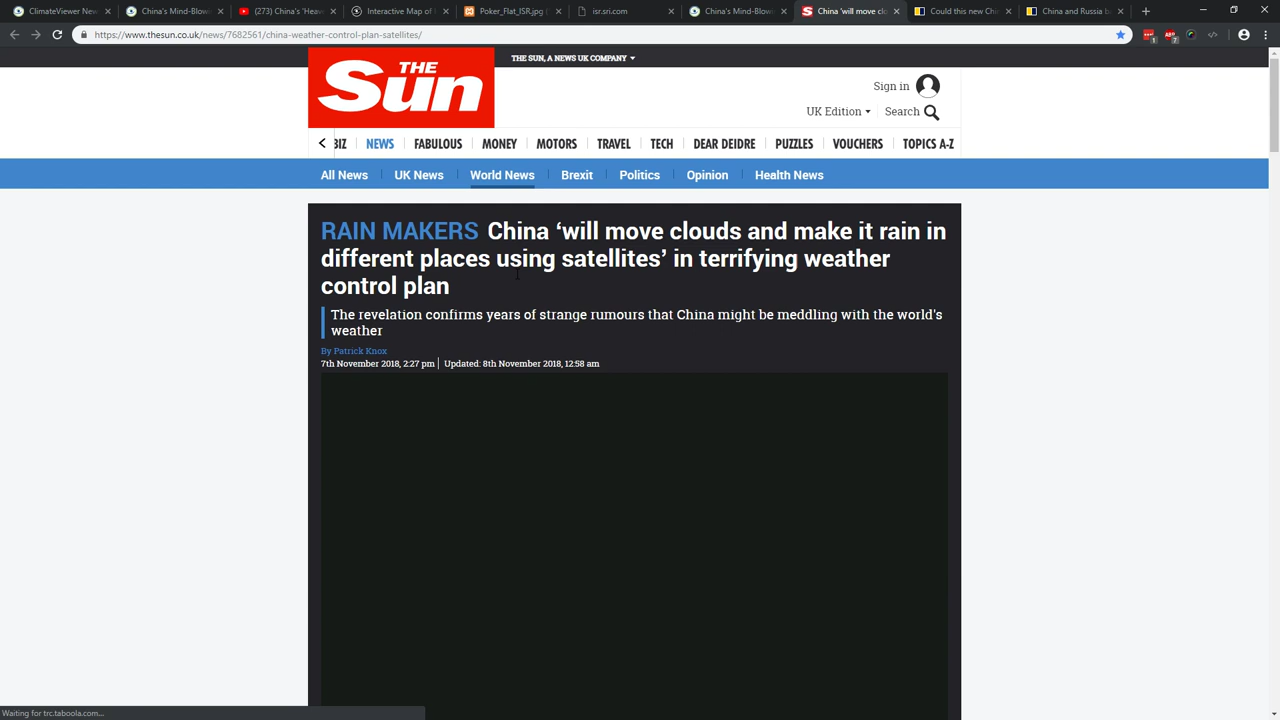 ClimateViewer New
China's Mind-Blow
(273) China's 'Heav
Interactive Map of
Poker_Flat_ISR.jpg
isr.sri.com
China's Mind-Blow
China 'will move clo
Could this new Chi
China and Russia b
https://www.thesun.co.uk/news/7682561/china-weather-control-plan-satellites/
THE SUN, A NEWS UK COMPANY
THE
Sun
Sign in
UK Edition
Search
BIZ
NEWS
FABULOUS
MONEY
MOTORS
TRAVEL
TECH
DEAR DEIDRE
PUZZLES
VOUCHERS
TOPICS A-Z
All News
UK News
World News
Brexit
Politics
Opinion
Health News
RAIN MAKERS China ‘will move clouds and make it rain in
different places using satellites’ in terrifying weather
control plan
The revelation confirms years of strange rumours that China might be meddling with the world's
weather
By Patrick Knox
7th November 2018, 2:27 pm
Updated: 8th November 2018, 12:58 am
Waiting for trc.taboola.com...